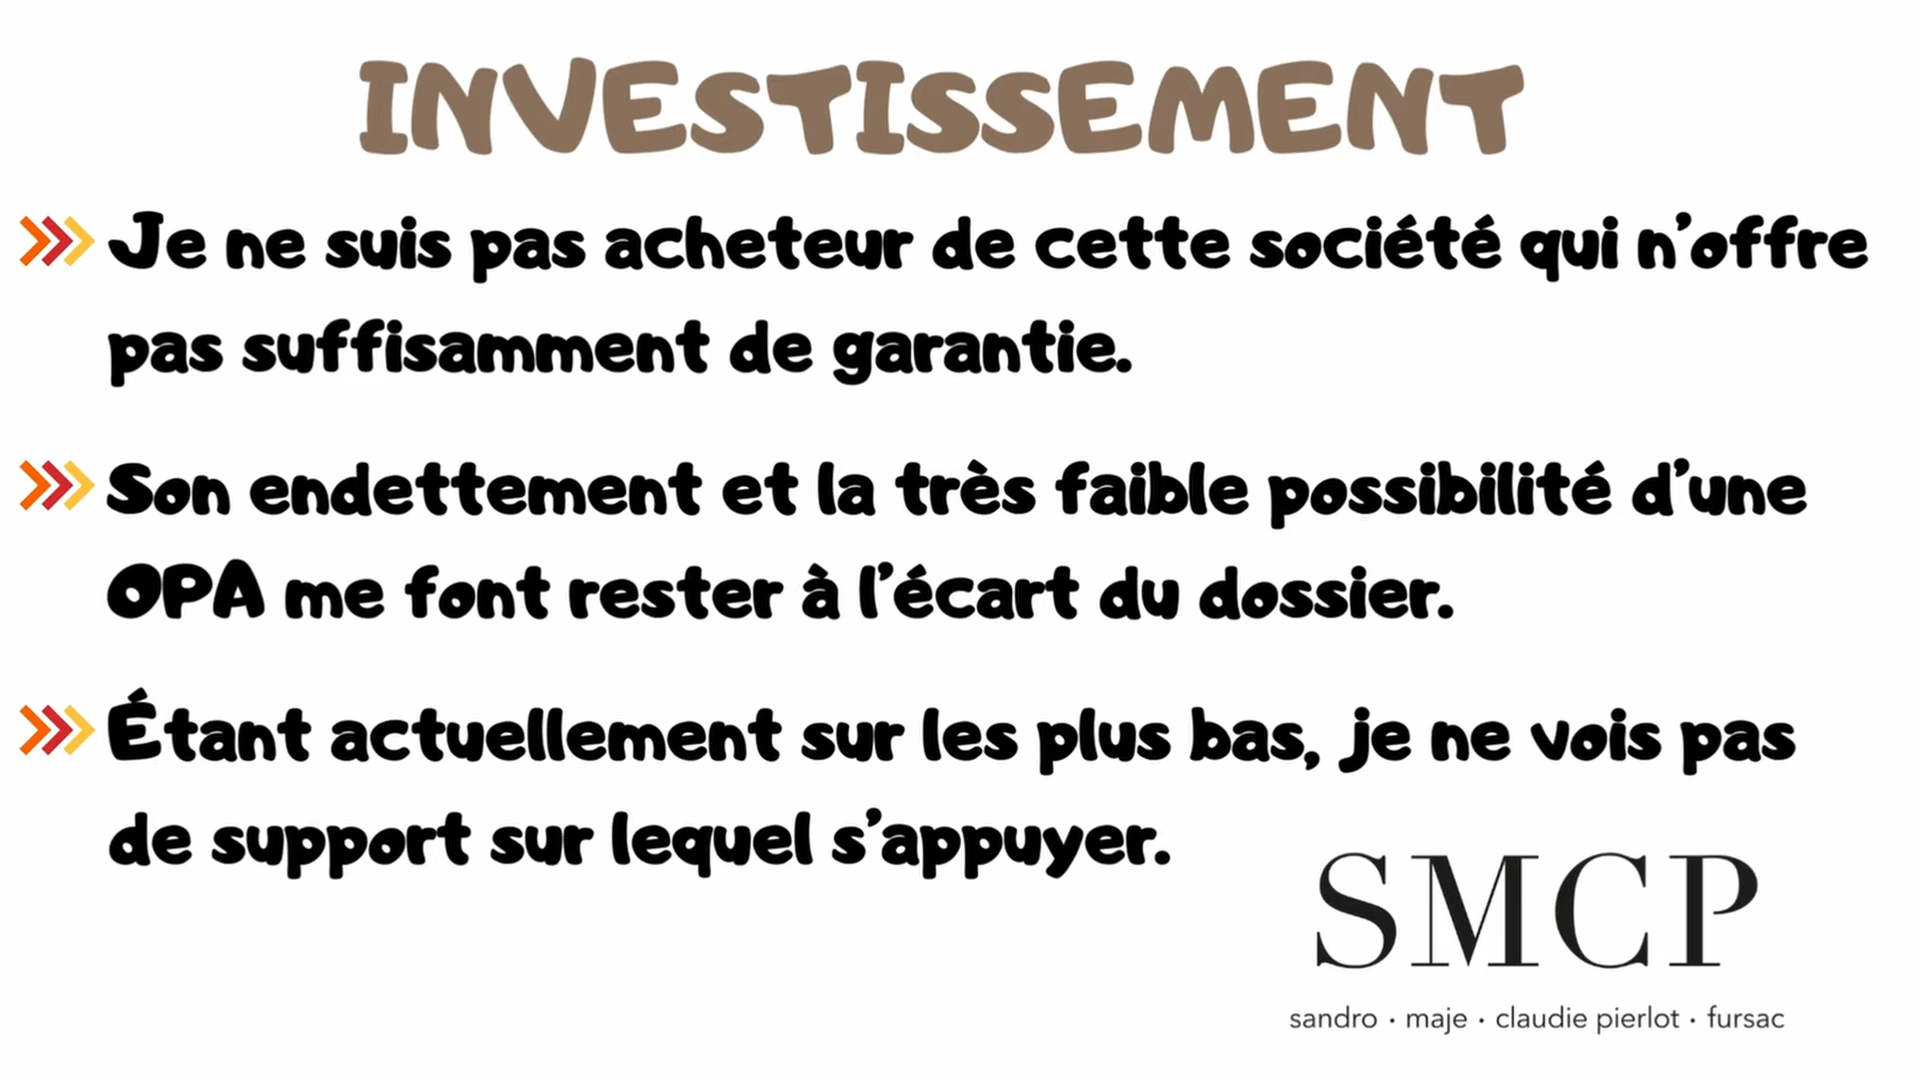 INVESTISSEMENT
Je ne suis pas acheteur de cette société qui n’offre
pas suffisamment de garantie.
Son endettement et la très faible possibilité d’une
OPA me font rester à l’écart du dossier.
Étant actuellement sur les plus bas, je ne vois pas
de support sur lequel s’appuyer.
SMCP
sandro · maje · claudie pierlot · fursac